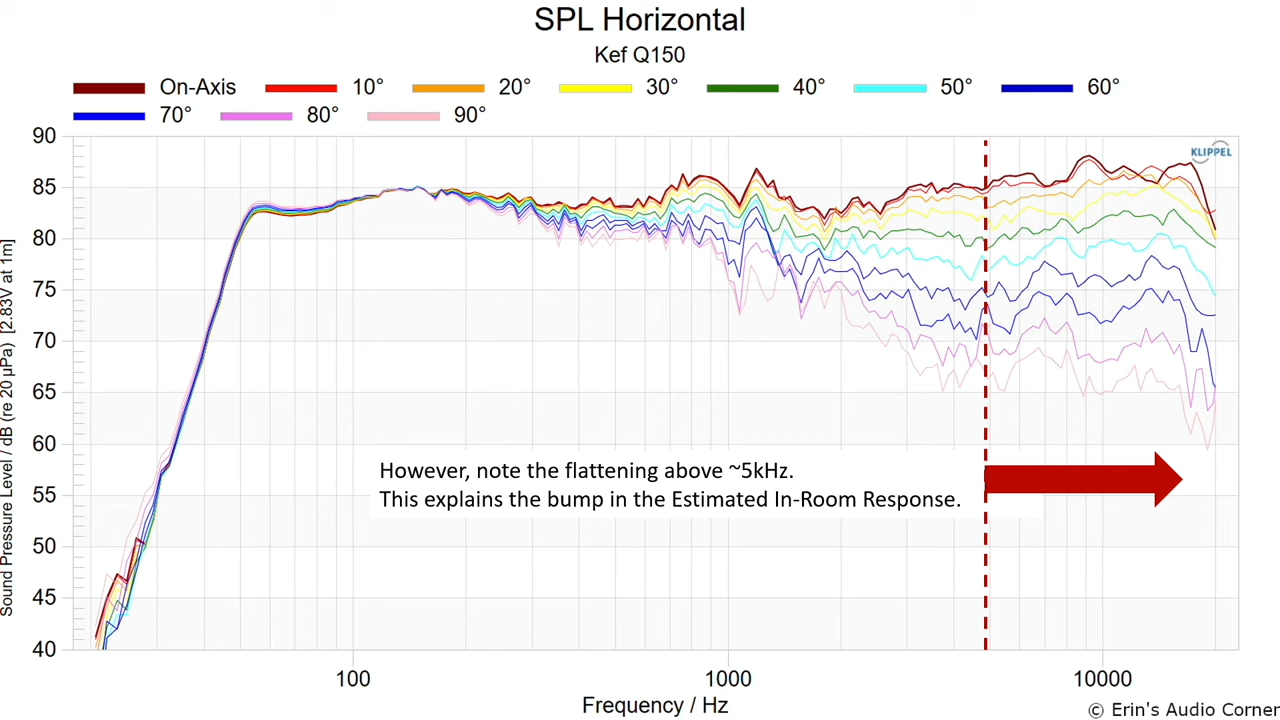 SPL Horizontal
Kef Q150
On-Axis 10° 20° 30° 40° 50° 60°
70° 80° 90°
KLIPPEL
90
85
80
75
70
65
60
55
50
45
40
Sound Pressure Level / dB (re 20 µPa) [2.83V at 1m]
However, note the flattening above ~5kHz.
This explains the bump in the Estimated In-Room Response.
100 1000 10000
Frequency / Hz
© Erin's Audio Corner